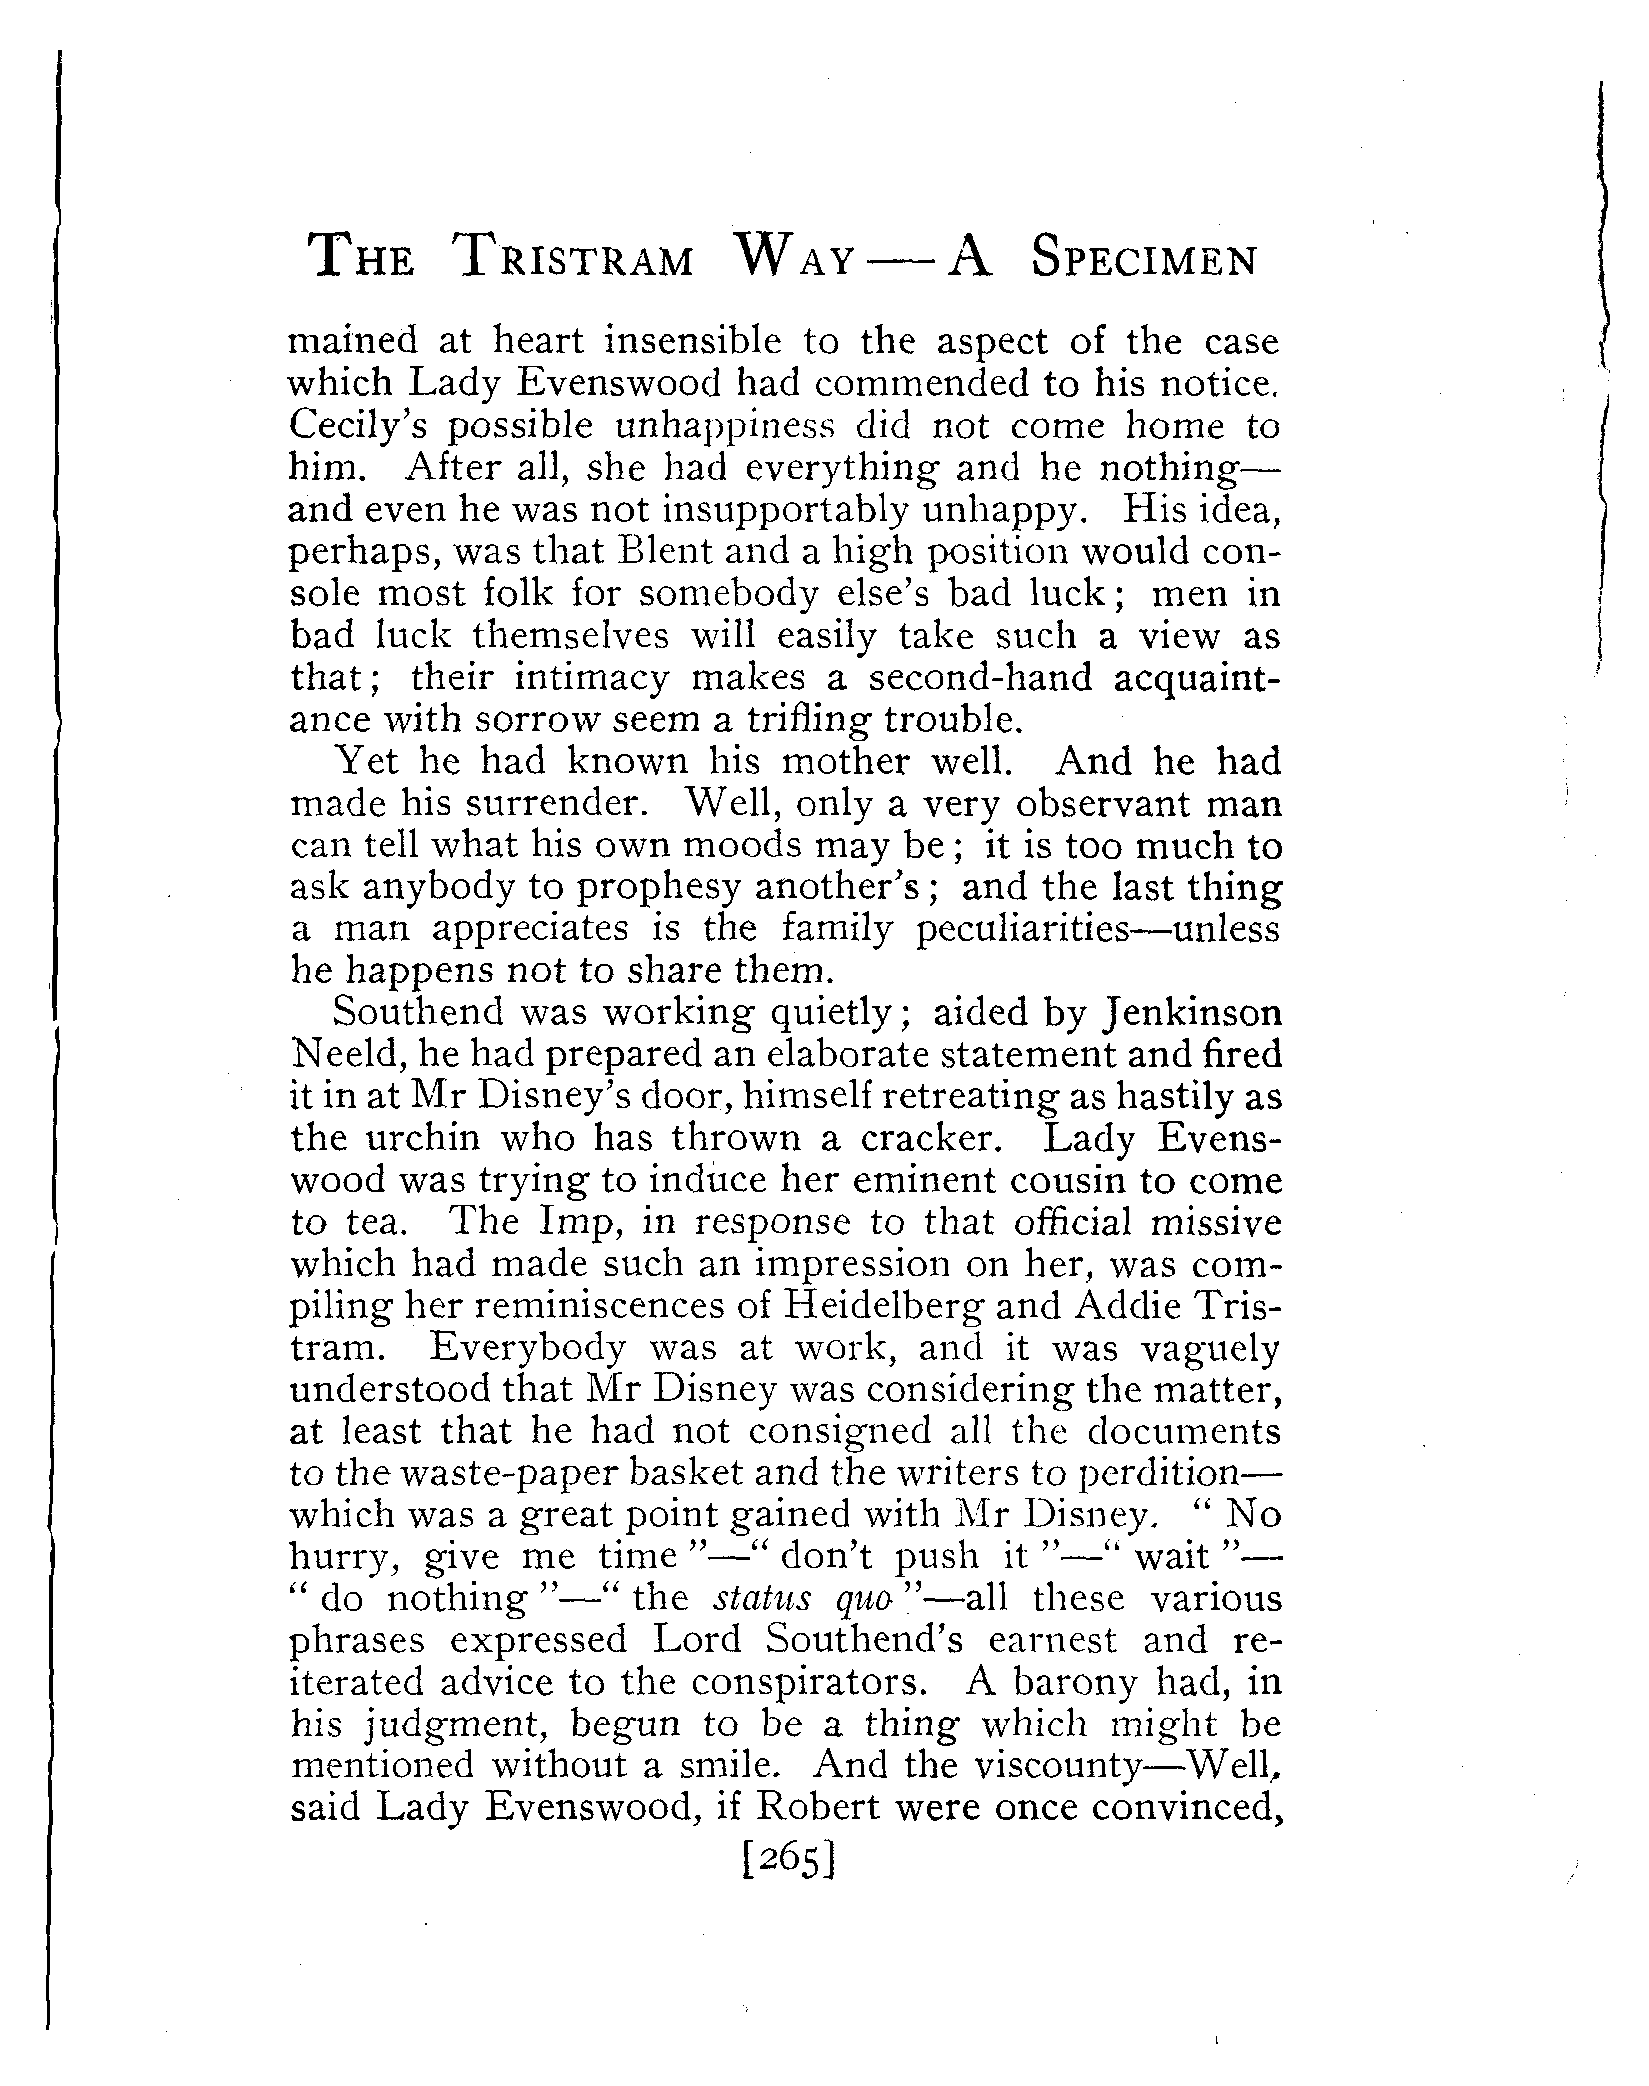 THE TRISTRAM WAY—A SPECIMEN
mained at heart insensible to the aspect of the case
which Lady Evenswood had commended to his notice.
Cecily's possible unhappiness did not come home to
him. After all, she had everything and he nothing—
and even he was not insupportably unhappy. His idea,
perhaps, was that Blent and a high position would con-
sole most folk for somebody else's bad luck; men in
bad luck themselves will easily take such a view as
that; their intimacy makes a second-hand acquaint-
ance with sorrow seem a trifling trouble.
Yet he had known his mother well. And he had
made his surrender. Well, only a very observant man
can tell what his own moods may be; it is too much to
ask anybody to prophesy another's; and the last thing
a man appreciates is the family peculiarities—unless
he happens not to share them.
Southend was working quietly; aided by Jenkinson
Neeld, he had prepared an elaborate statement and fired
it in at Mr Disney's door, himself retreating as hastily as
the urchin who has thrown a cracker. Lady Evens-
wood was trying to induce her eminent cousin to come
to tea. The Imp, in response to that official missive
which had made such an impression on her, was com-
piling her reminiscences of Heidelberg and Addie Tris-
tram. Everybody was at work, and it was vaguely
understood that Mr Disney was considering the matter,
at least that he had not consigned all the documents
to the waste-paper basket and the writers to perdition—
which was a great point gained with Mr Disney. "No
hurry, give me time"—"don't push it"—"wait"—
"do nothing"—"the status quo"—all these various
phrases expressed Lord Southend's earnest and re-
iterated advice to the conspirators. A barony had, in
his judgment, begun to be a thing which might be
mentioned without a smile. And the viscounty—Well,
said Lady Evenswood, if Robert were once convinced,
[265]